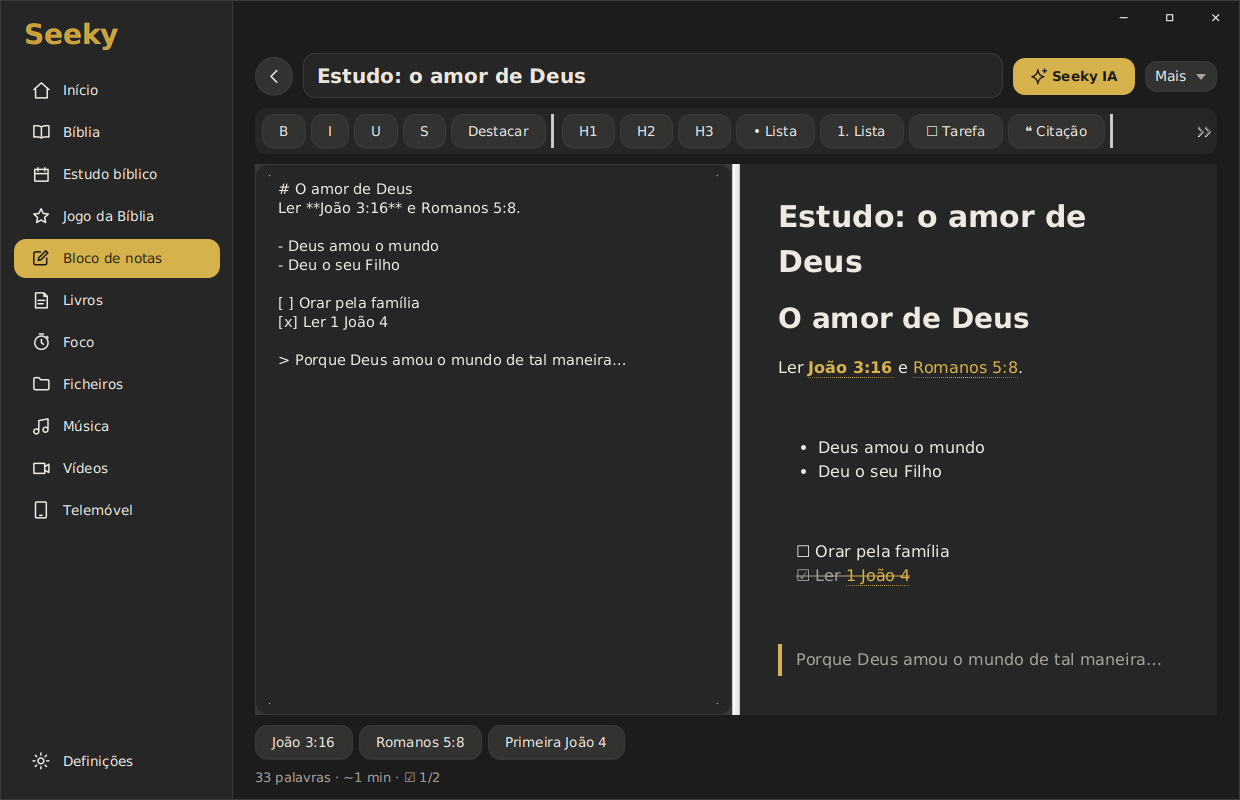 Seeky
Início
Bíblia
Estudo bíblico
Jogo da Bíblia
Bloco de notas
Livros
Foco
Ficheiros
Música
Vídeos
Telemóvel
Definições
Estudo: o amor de Deus
Seeky IA
Mais
B I U S Destacar H1 H2 H3 • Lista 1. Lista ☐ Tarefa ❝ Citação
# O amor de Deus
Ler **João 3:16** e Romanos 5:8.
- Deus amou o mundo
- Deu o seu Filho
[ ] Orar pela família
[x] Ler 1 João 4
> Porque Deus amou o mundo de tal maneira…
Estudo: o amor de
Deus
O amor de Deus
Ler João 3:16 e Romanos 5:8.
• Deus amou o mundo
• Deu o seu Filho
☐ Orar pela família
☑ Ler 1 João 4
Porque Deus amou o mundo de tal maneira…
João 3:16 Romanos 5:8 Primeira João 4
33 palavras · ~1 min · ☑ 1/2